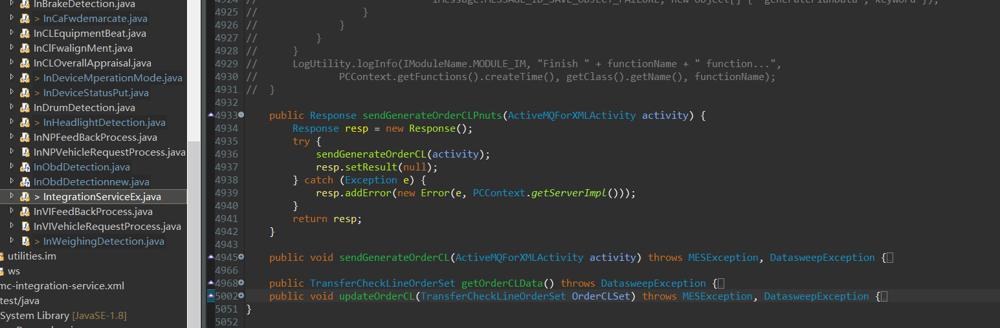 InBrakeDetection.java
> InCaFwdemarcate.java
InCLEquipmentBeat.java
InClFwalignMent.java
InCLOverallAppraisal.java
> InDeviceMperationMode.java
> InDeviceStatusPut.java
InDrumDetection.java
> InHeadlightDetection.java
InNPFeedBackProcess.java
InNPVehicleRequestProcess.java
InObdDetection.java
InObdDetectionnew.java
> IntegrationServiceEx.java
InVIFeedBackProcess.java
InVIVehicleRequestProcess.java
> InWeighingDetection.java
utilities.im
ws
mc-integration-service.xml
test/java
System Library [JavaSE-1.8]
4924 // IMessage.MESSAGE_ID_SAVE_OBJECT_FAILURE, new Object[] { "generatePlanData", keyword });
4925 // }
4926 // }
4927 // }
4928 // }
4929 // LogUtility.logInfo(IModuleName.MODULE_IM, "Finish " + functionName + " function...",
4930 // PCContext.getFunctions().createTime(), getClass().getName(), functionName);
4931 // }
4932
4933 public Response sendGenerateOrderCLPnuts(ActiveMQForXMLActivity activity) {
4934 Response resp = new Response();
4935 try {
4936 sendGenerateOrderCL(activity);
4937 resp.setResult(null);
4938 } catch (Exception e) {
4939 resp.addError(new Error(e, PCContext.getServerImpl()));
4940 }
4941 return resp;
4942 }
4943
4945 public void sendGenerateOrderCL(ActiveMQForXMLActivity activity) throws MESException, DatasweepException {
4966
4968 public TransferCheckLineOrderSet getOrderCLData() throws DatasweepException {
5002 public void updateOrderCL(TransferCheckLineOrderSet OrderCLSet) throws MESException, DatasweepException {
5051 }
5052